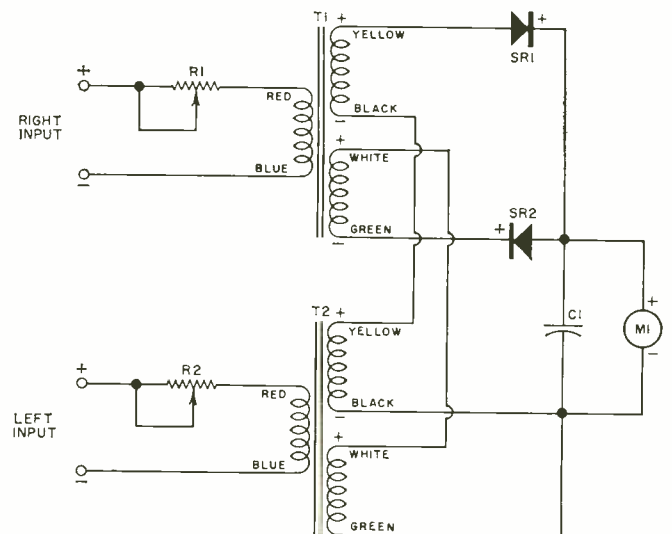 T1 +
YELLOW
+
SR1
+
R1
RED
RIGHT
INPUT
BLACK
−
+
WHITE
BLUE
−
SR2
+
GREEN
−
T2 +
YELLOW
+
C1
M1
−
+
R2
RED
LEFT
INPUT
BLACK
−
+
WHITE
BLUE
−
GREEN